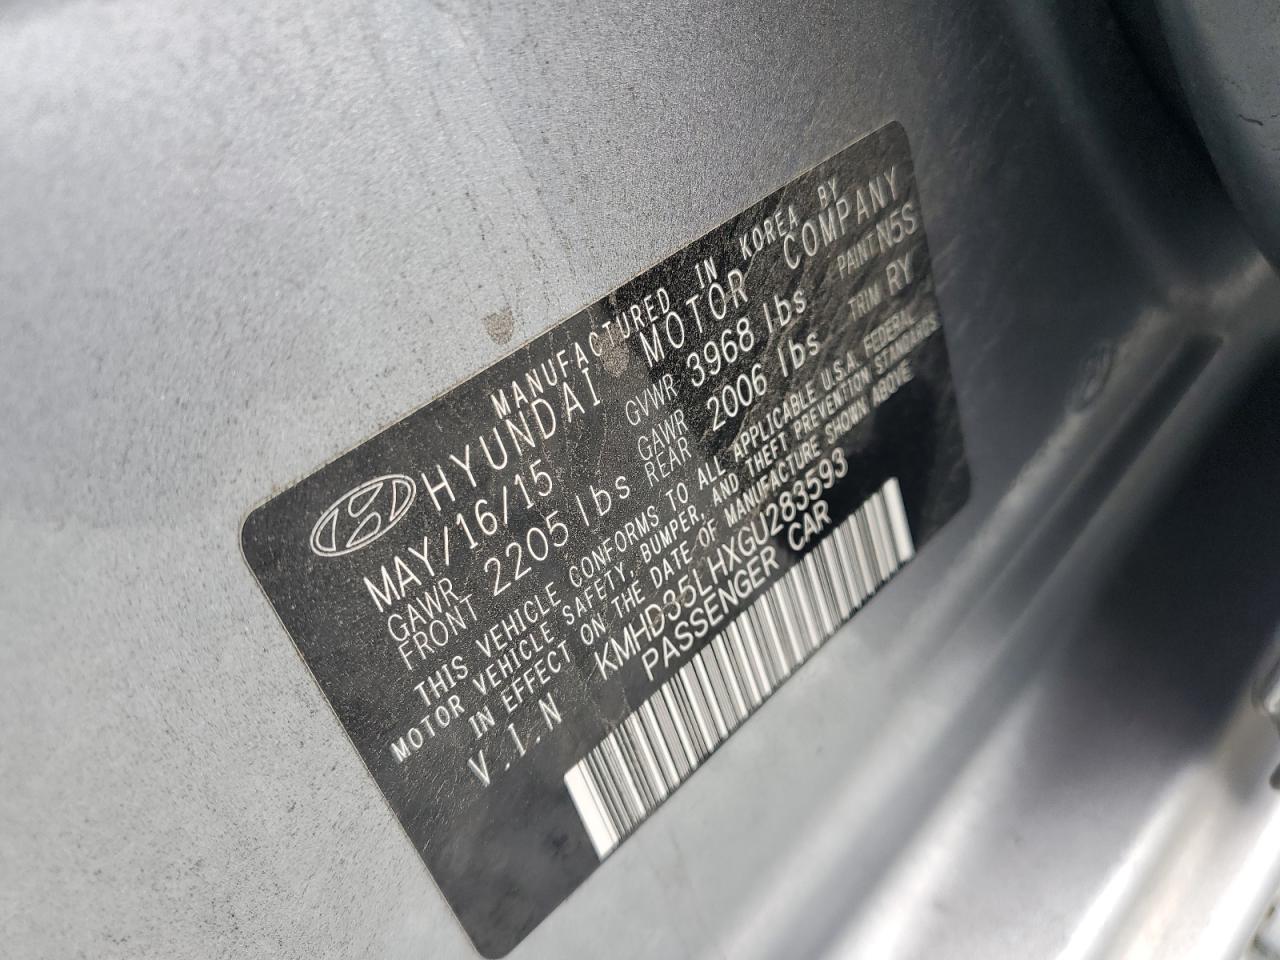 MANUFACTURED IN KOREA BY
HYUNDAI MOTOR COMPANY
MAY/16/15 GVWR 3968 lbs PAINT N5S
GAWR FRONT 2205 lbs GAWR REAR 2006 lbs TRIM RY
THIS VEHICLE CONFORMS TO ALL APPLICABLE U.S.A. FEDERAL
MOTOR VEHICLE SAFETY, BUMPER, AND THEFT PREVENTION STANDARDS
IN EFFECT ON THE DATE OF MANUFACTURE SHOWN ABOVE
V.I.N KMHD35LHXGU283593
PASSENGER CAR